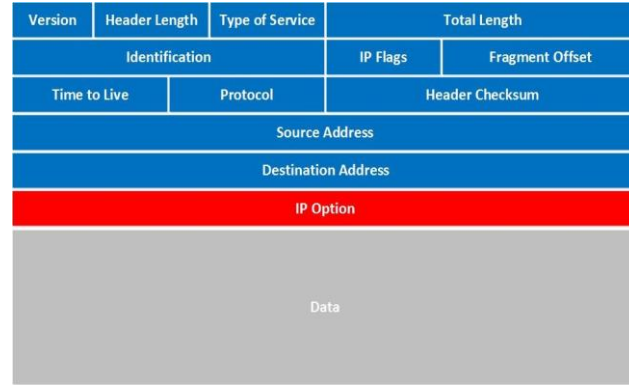 Version Header Length Type of Service Total Length
Identification IP Flags Fragment Offset
Time to Live Protocol Header Checksum
Source Address
Destination Address
IP Option
Data